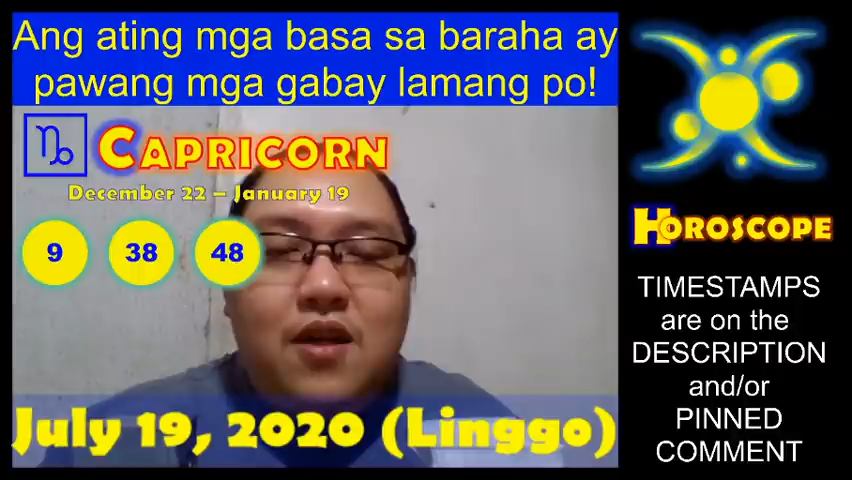 Ang ating mga basa sa baraha ay
pawang mga gabay lamang po!
CAPRICORN
December 22 – January 19
9 38 48
July 19, 2020 (Linggo)
HOROSCOPE
TIMESTAMPS
are on the
DESCRIPTION
and/or
PINNED
COMMENT